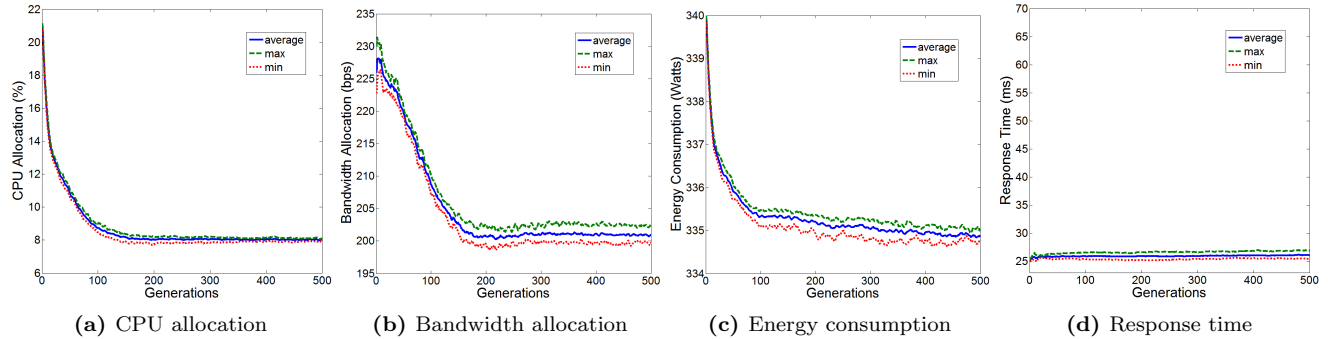 22
20
18
16
14
12
10
8
6
CPU Allocation (%)
average
max
min
0 100 200 300 400 500
Generations
(a) CPU allocation
235
230
225
220
215
210
205
200
195
Bandwidth Allocation (bps)
average
max
min
0 100 200 300 400 500
Generations
(b) Bandwidth allocation
340
339
338
337
336
335
334
Energy Consumption (Watts)
average
max
min
0 100 200 300 400 500
Generations
(c) Energy consumption
70
65
60
55
50
45
40
35
30
25
Response Time (ms)
average
max
min
0 100 200 300 400 500
Generations
(d) Response time